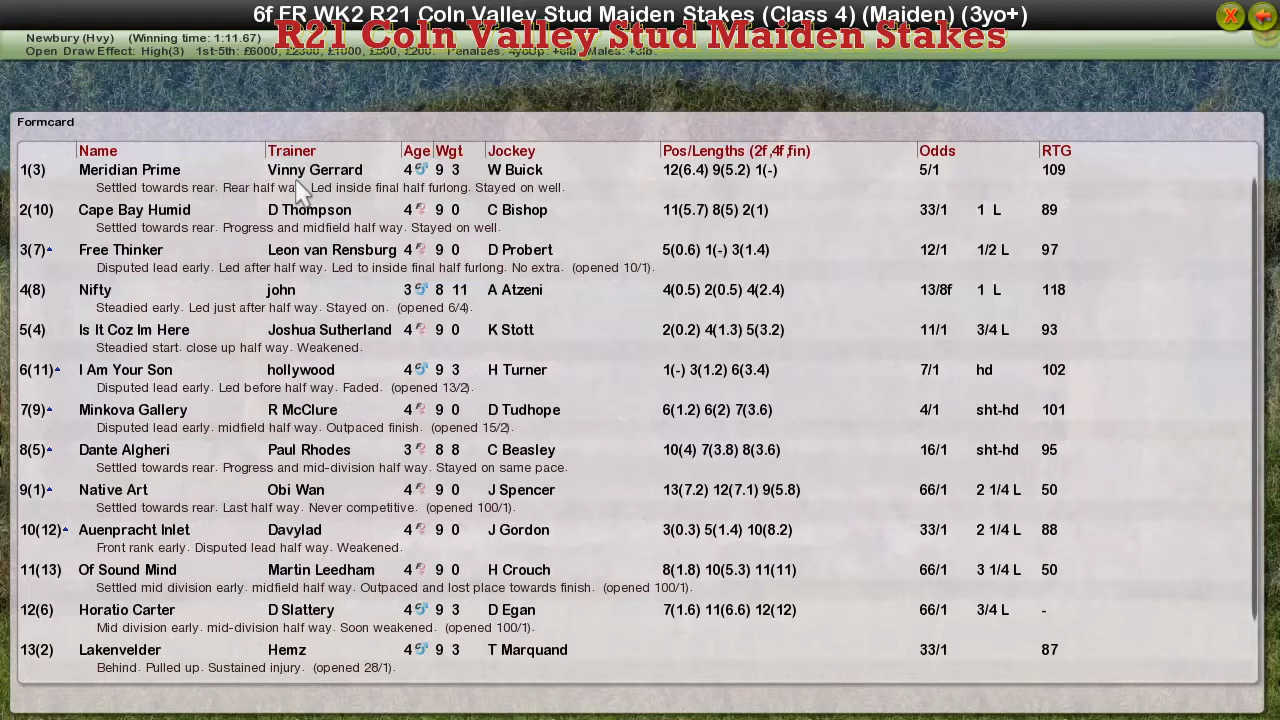 6f FR WK2 R21 Coln Valley Stud Maiden Stakes (Class 4) (Maiden) (3yo+)
R21 Coln Valley Stud Maiden Stakes
Newbury (Hvy) (Winning time: 1:11.67)
Open Draw Effect: High(3) 1st-5th: £6000, £2300, £1000, £500, £200. Penalties: 4yoUp: +6lb, Males: +3lb.
Formcard
Name Trainer Age Wgt Jockey Pos/Lengths (2f,4f,fin) Odds RTG
1(3) Meridian Prime Vinny Gerrard 4 9 3 W Buick 12(6.4) 9(5.2) 1(-) 5/1 109
Settled towards rear. Rear half way. Led inside final half furlong. Stayed on well.
2(10) Cape Bay Humid D Thompson 4 9 0 C Bishop 11(5.7) 8(5) 2(1) 33/1 1 L 89
Settled towards rear. Progress and midfield half way. Stayed on well.
3(7) Free Thinker Leon van Rensburg 4 9 0 D Probert 5(0.6) 1(-) 3(1.4) 12/1 1/2 L 97
Disputed lead early. Led after half way. Led to inside final half furlong. No extra. (opened 10/1).
4(8) Nifty john 3 8 11 A Atzeni 4(0.5) 2(0.5) 4(2.4) 13/8f 1 L 118
Steadied early. Led just after half way. Stayed on. (opened 6/4).
5(4) Is It Coz Im Here Joshua Sutherland 4 9 0 K Stott 2(0.2) 4(1.3) 5(3.2) 11/1 3/4 L 93
Steadied start. close up half way. Weakened.
6(11) I Am Your Son hollywood 4 9 3 H Turner 1(-) 3(1.2) 6(3.4) 7/1 hd 102
Disputed lead early. Led before half way. Faded. (opened 13/2).
7(9) Minkova Gallery R McClure 4 9 0 D Tudhope 6(1.2) 6(2) 7(3.6) 4/1 sht-hd 101
Disputed lead early. midfield half way. Outpaced finish. (opened 15/2).
8(5) Dante Algheri Paul Rhodes 3 8 8 C Beasley 10(4) 7(3.8) 8(3.6) 16/1 sht-hd 95
Settled towards rear. Progress and mid-division half way. Stayed on same pace.
9(1) Native Art Obi Wan 4 9 0 J Spencer 13(7.2) 12(7.1) 9(5.8) 66/1 2 1/4 L 50
Settled towards rear. Last half way. Never competitive. (opened 100/1).
10(12) Auenpracht Inlet Davylad 4 9 0 J Gordon 3(0.3) 5(1.4) 10(8.2) 33/1 2 1/4 L 88
Front rank early. Disputed lead half way. Weakened.
11(13) Of Sound Mind Martin Leedham 4 9 0 H Crouch 8(1.8) 10(5.3) 11(11) 66/1 3 1/4 L 50
Settled mid division early. midfield half way. Outpaced and lost place towards finish. (opened 100/1).
12(6) Horatio Carter D Slattery 4 9 3 D Egan 7(1.6) 11(6.6) 12(12) 66/1 3/4 L -
Mid division early. mid-division half way. Soon weakened. (opened 100/1).
13(2) Lakenvelder Hemz 4 9 3 T Marquand 33/1 87
Behind. Pulled up. Sustained injury. (opened 28/1).